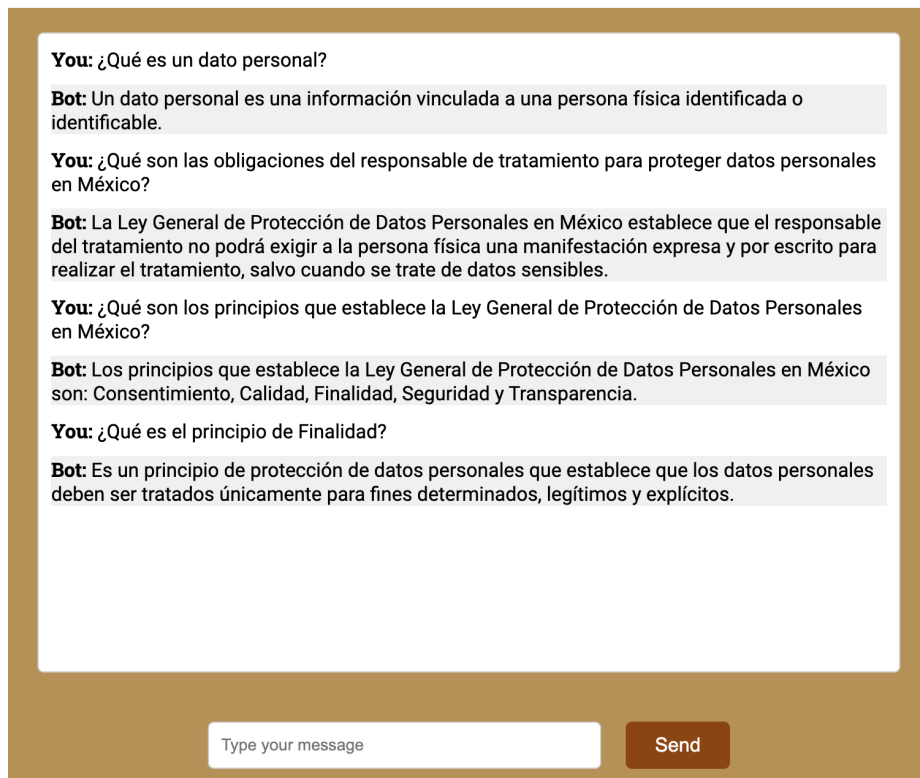 You: ¿Qué es un dato personal?
Bot: Un dato personal es una información vinculada a una persona física identificada o
identificable.
You: ¿Qué son las obligaciones del responsable de tratamiento para proteger datos personales
en México?
Bot: La Ley General de Protección de Datos Personales en México establece que el responsable
del tratamiento no podrá exigir a la persona física una manifestación expresa y por escrito para
realizar el tratamiento, salvo cuando se trate de datos sensibles.
You: ¿Qué son los principios que establece la Ley General de Protección de Datos Personales
en México?
Bot: Los principios que establece la Ley General de Protección de Datos Personales en México
son: Consentimiento, Calidad, Finalidad, Seguridad y Transparencia.
You: ¿Qué es el principio de Finalidad?
Bot: Es un principio de protección de datos personales que establece que los datos personales
deben ser tratados únicamente para fines determinados, legítimos y explícitos.
Type your message
Send